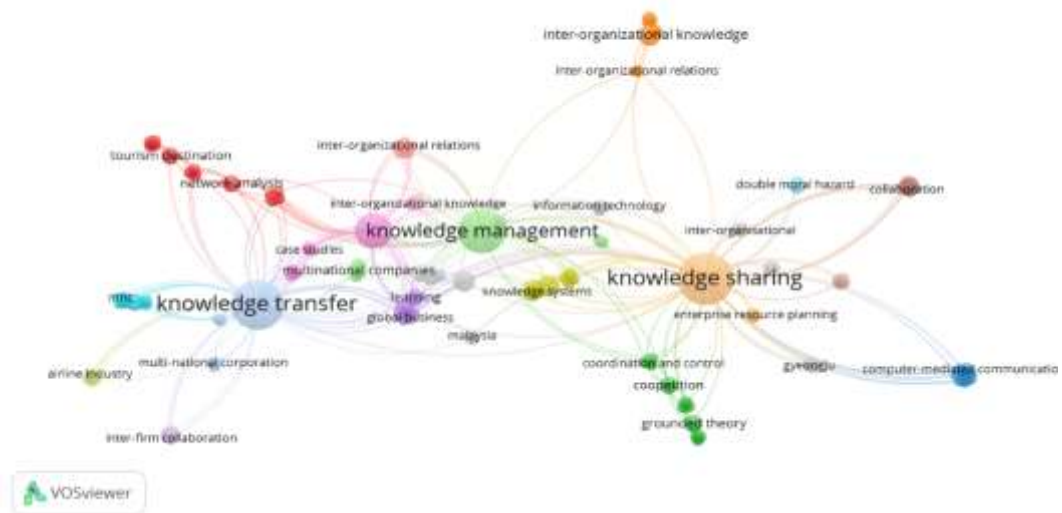 inter-organizational knowledge
inter-organizational relations
inter-organizational relations
tourism destination
network analysis
double moral hazard
collaboration
inter-organizational knowledge
information technology
knowledge management
inter-organisational
case studies
multinational companies
knowledge sharing
learning
knowledge systems
mnc
knowledge transfer
global business
enterprise resource planning
malaysia
multi-national corporation
coordination and control
gyeongju
airline industry
computer-mediated communication
coopetition
grounded theory
inter-firm collaboration
VOSviewer